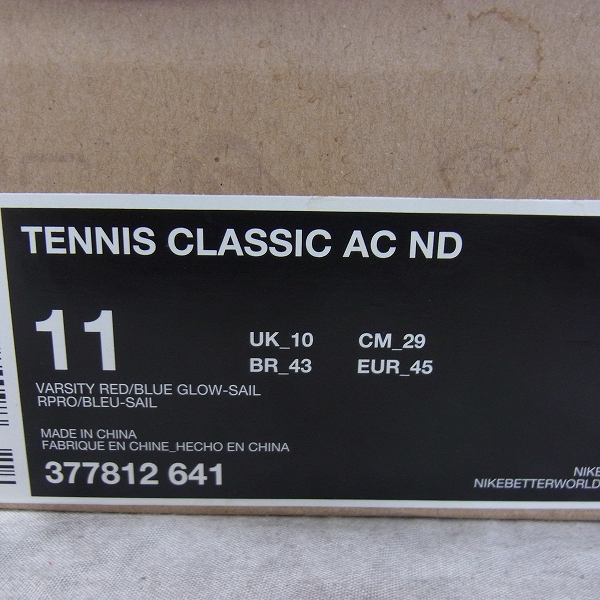 TENNIS CLASSIC AC ND
11
UK_10 CM_29
BR_43 EUR_45
VARSITY RED/BLUE GLOW-SAIL
RPRO/BLEU-SAIL
MADE IN CHINA
FABRIQUE EN CHINE_HECHO EN CHINA
377812 641
NIKE
NIKEBETTERWORLD